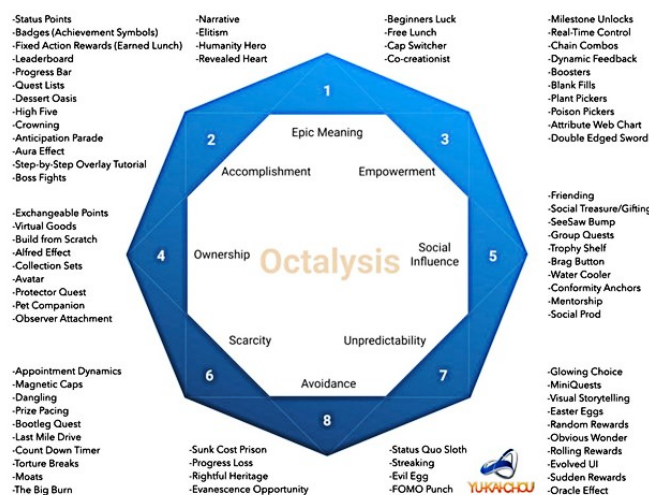 -Status Points
-Badges (Achievement Symbols)
-Fixed Action Rewards (Earned Lunch)
-Leaderboard
-Progress Bar
-Quest Lists
-Dessert Oasis
-High Five
-Crowning
-Anticipation Parade
-Aura Effect
-Step-by-Step Overlay Tutorial
-Boss Fights
-Narrative
-Elitism
-Humanity Hero
-Revealed Heart
-Beginners Luck
-Free Lunch
-Cap Switcher
-Co-creationist
-Milestone Unlocks
-Real-Time Control
-Chain Combos
-Dynamic Feedback
-Boosters
-Blank Fills
-Plant Pickers
-Poison Pickers
-Attribute Web Chart
-Double Edged Sword
1
Epic Meaning
2
Accomplishment
3
Empowerment
4
Ownership
Octalysis
Social
Influence
5
Scarcity
6
Unpredictability
7
Avoidance
8
-Exchangeable Points
-Virtual Goods
-Build from Scratch
-Alfred Effect
-Collection Sets
-Avatar
-Protector Quest
-Pet Companion
-Observer Attachment
-Friending
-Social Treasure/Gifting
-SeeSaw Bump
-Group Quests
-Trophy Shelf
-Brag Button
-Water Cooler
-Conformity Anchors
-Mentorship
-Social Prod
-Appointment Dynamics
-Magnetic Caps
-Dangling
-Prize Pacing
-Bootleg Quest
-Last Mile Drive
-Count Down Timer
-Torture Breaks
-Moats
-The Big Burn
-Sunk Cost Prison
-Progress Loss
-Rightful Heritage
-Evanescence Opportunity
-Status Quo Sloth
-Streaking
-Evil Egg
-FOMO Punch
YU-KAI CHOU
-Glowing Choice
-MiniQuests
-Visual Storytelling
-Easter Eggs
-Random Rewards
-Obvious Wonder
-Rolling Rewards
-Evolved UI
-Sudden Rewards
-Oracle Effect